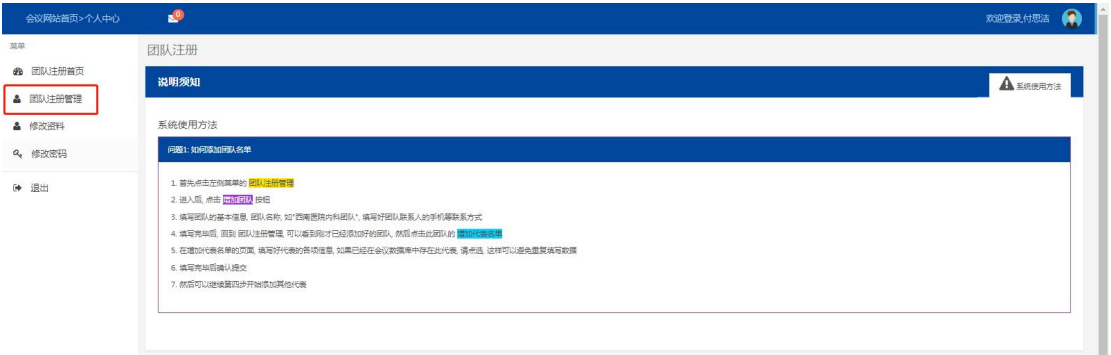 会议网站首页>个人中心
0
欢迎登录,付思洁
菜单
团队注册首页
团队注册管理
修改资料
修改密码
退出
团队注册
说明须知
系统使用方法
系统使用方法
问题1: 如何添加团队名单
1. 首先点击左侧菜单的 团队注册管理
2. 进入后, 点击 增加团队 按钮
3. 填写团队的基本信息, 团队名称, 如"西南医院内科团队", 填写好团队联系人的手机等联系方式
4. 填写完毕后, 回到 团队注册管理, 可以看到刚才已经添加好的团队, 然后点击此团队的 增加代表名单
5. 在增加代表名单的页面, 填写好代表的各项信息, 如果已经在会议数据库中存在此代表, 请点选, 这样可以避免重复填写数据
6. 填写完毕后确认提交
7. 然后可以继续第四步开始添加其他代表